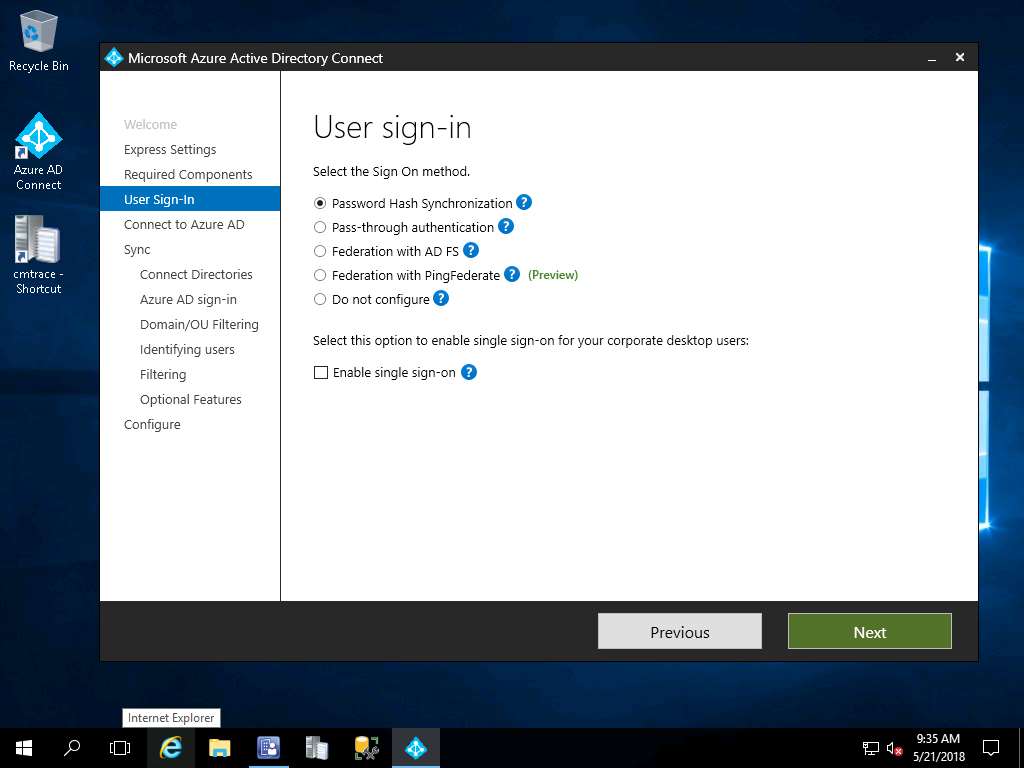 Recycle Bin
Azure AD
Connect
cmtrace -
Shortcut
Microsoft Azure Active Directory Connect
Welcome
Express Settings
Required Components
User Sign-In
Connect to Azure AD
Sync
Connect Directories
Azure AD sign-in
Domain/OU Filtering
Identifying users
Filtering
Optional Features
Configure
User sign-in
Select the Sign On method.
Password Hash Synchronization ?
Pass-through authentication ?
Federation with AD FS ?
Federation with PingFederate ? (Preview)
Do not configure ?
Select this option to enable single sign-on for your corporate desktop users:
Enable single sign-on ?
Previous
Next
Internet Explorer
9:35 AM
5/21/2018